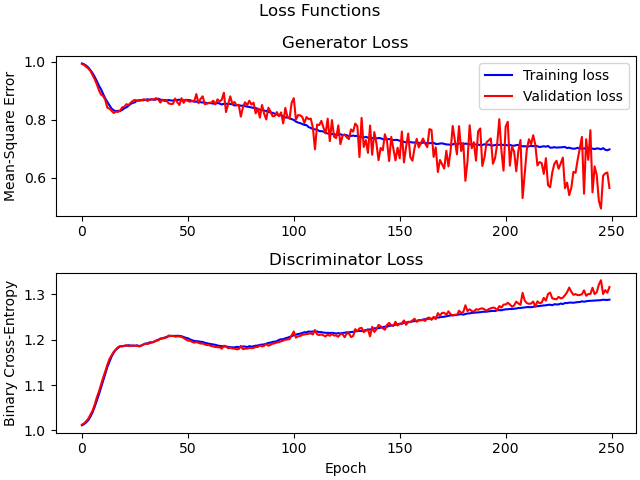 Loss Functions
Generator Loss
Mean-Square Error
1.0
0.8
0.6
Training loss
Validation loss
0 50 100 150 200 250
Discriminator Loss
Binary Cross-Entropy
1.3
1.2
1.1
1.0
0 50 100 150 200 250
Epoch